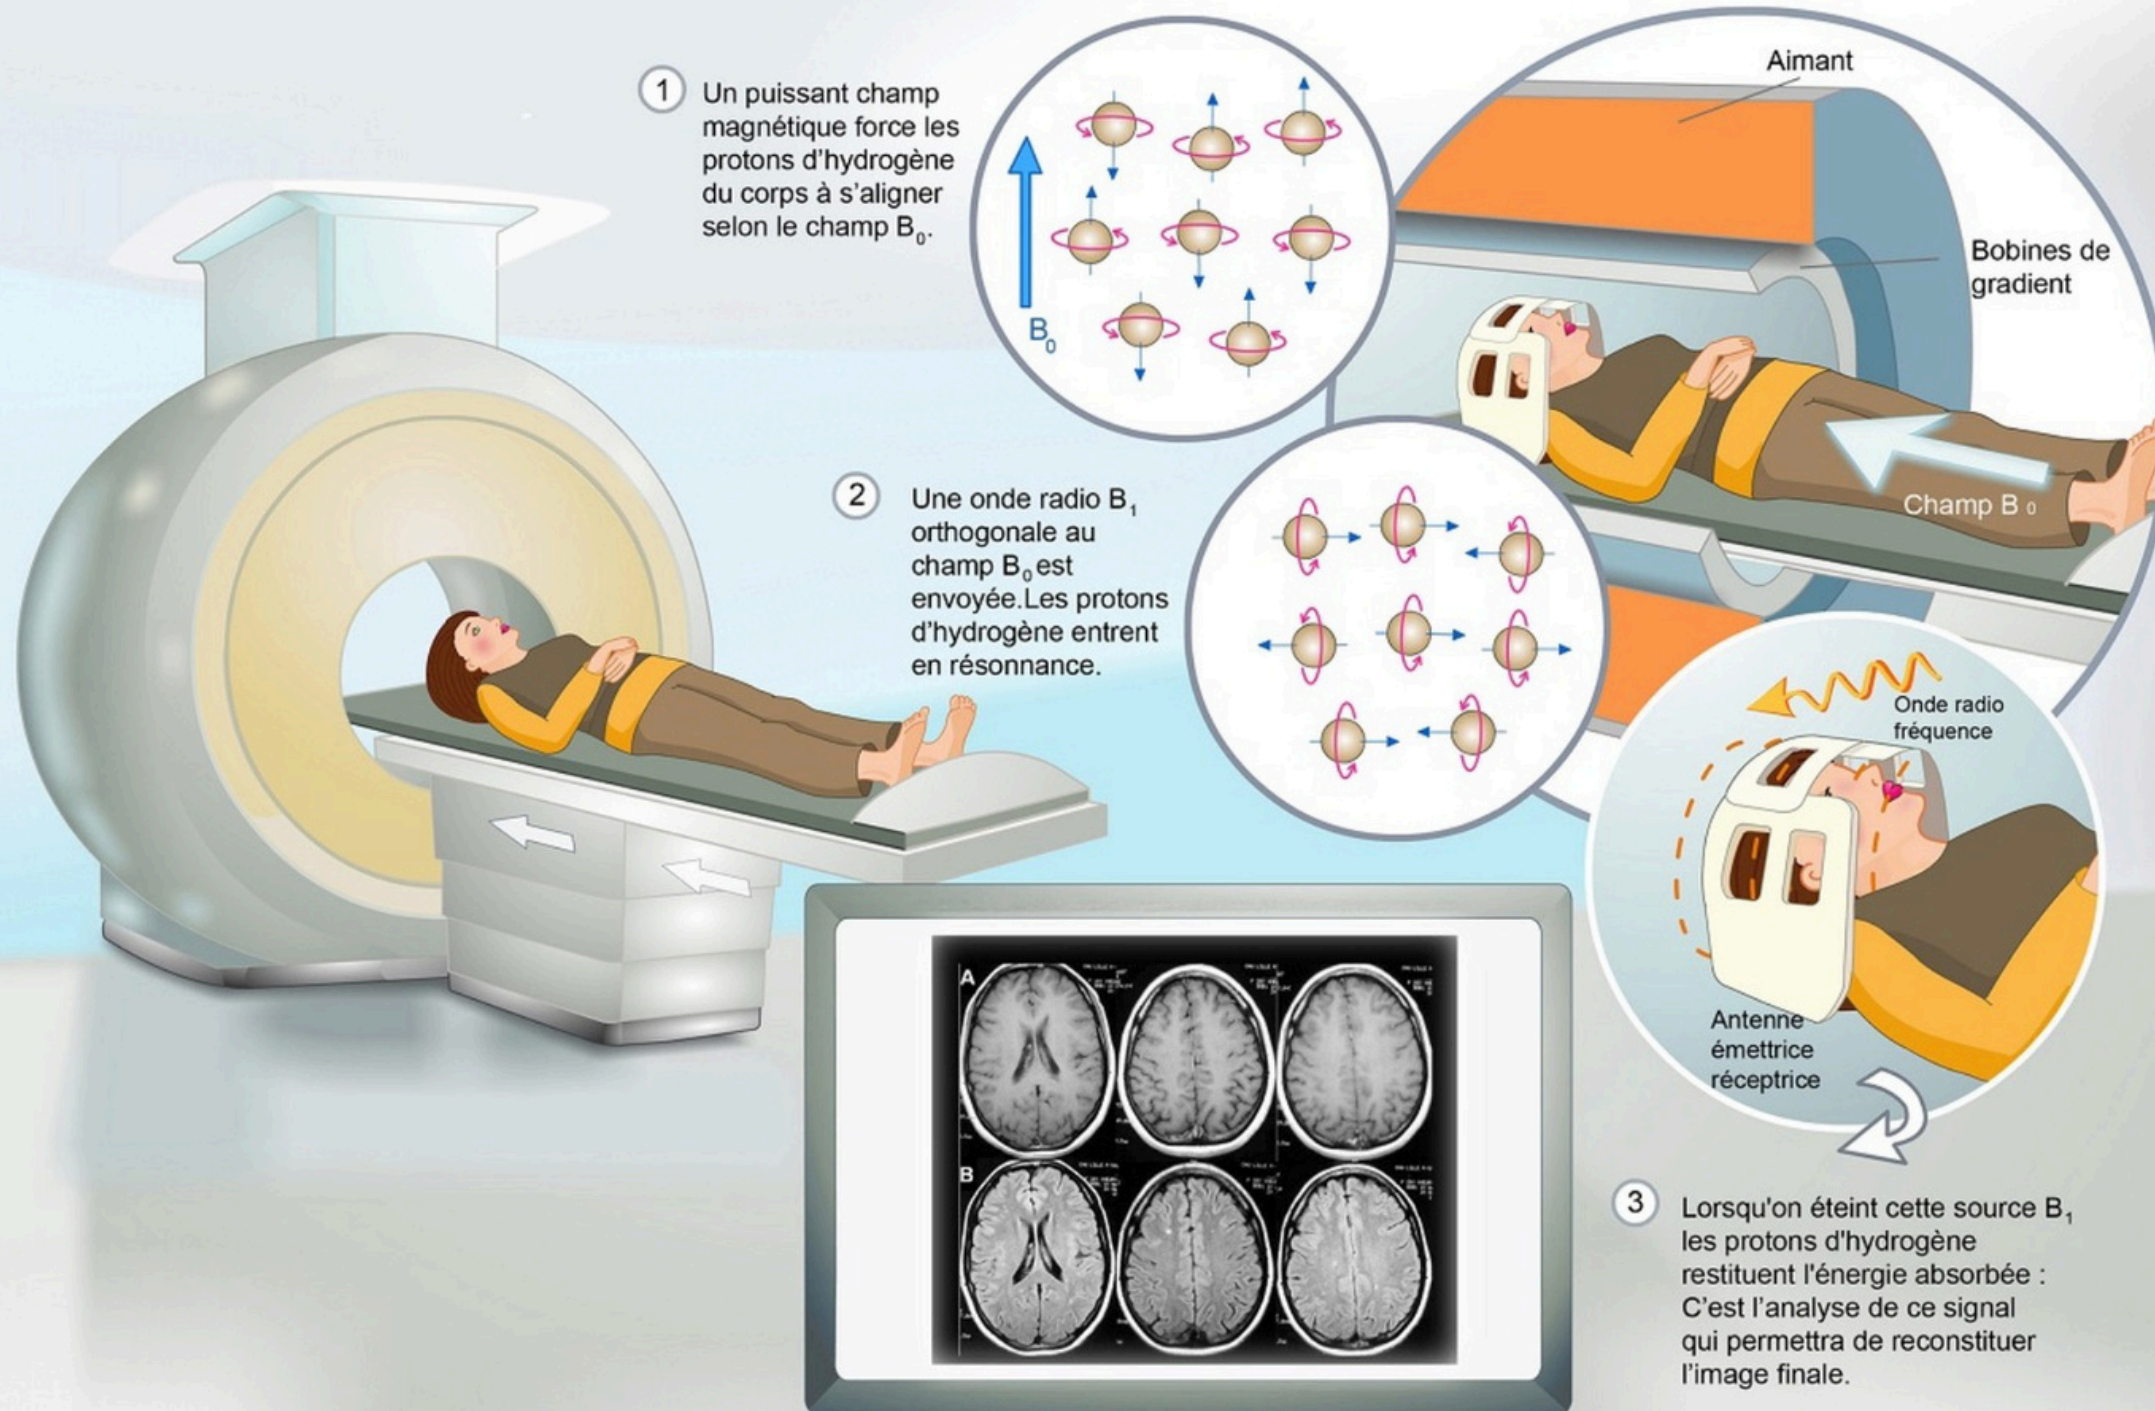 1
Un puissant champ
magnétique force les
protons d'hydrogène
du corps à s'aligner
selon le champ B₀.
B₀
Aimant
Bobines de
gradient
Champ B ₀
2
Une onde radio B₁
orthogonale au
champ B₀ est
envoyée.Les protons
d'hydrogène entrent
en résonnance.
Onde radio
fréquence
Antenne
émettrice
réceptrice
A
B
3
Lorsqu'on éteint cette source B₁
les protons d'hydrogène
restituent l'énergie absorbée :
C'est l'analyse de ce signal
qui permettra de reconstituer
l'image finale.